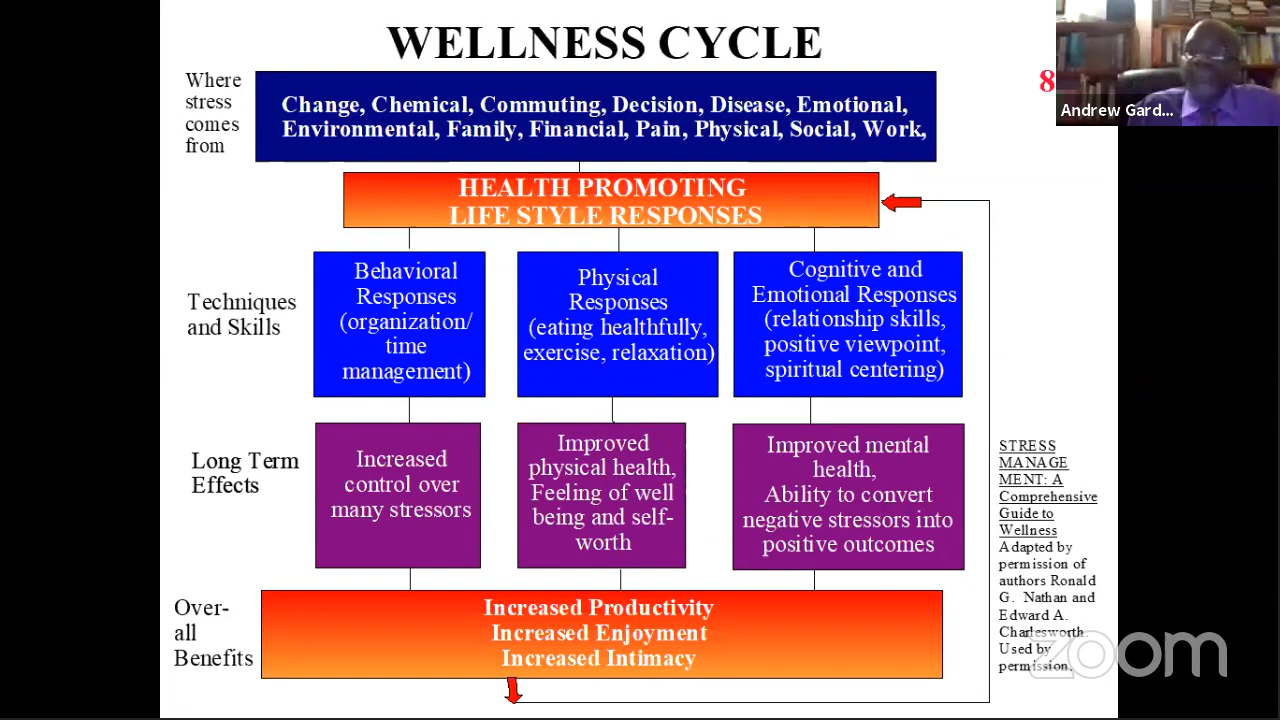 WELLNESS CYCLE
8
Andrew Gard...
Where
stress
comes
from
Change, Chemical, Commuting, Decision, Disease, Emotional,
Environmental, Family, Financial, Pain, Physical, Social, Work,
HEALTH PROMOTING
LIFE STYLE RESPONSES
Techniques
and Skills
Behavioral
Responses
(organization/
time
management)
Physical
Responses
(eating healthfully,
exercise, relaxation)
Cognitive and
Emotional Responses
(relationship skills,
positive viewpoint,
spiritual centering)
Long Term
Effects
Increased
control over
many stressors
Improved
physical health,
Feeling of well
being and self-
worth
Improved mental
health,
Ability to convert
negative stressors into
positive outcomes
Over-
all
Benefits
Increased Productivity
Increased Enjoyment
Increased Intimacy
STRESS
MANAGE
MENT: A
Comprehensive
Guide to
Wellness
Adapted by
permission of
authors Ronald
G. Nathan and
Edward A.
Charlesworth.
Used by
permission.
zoom